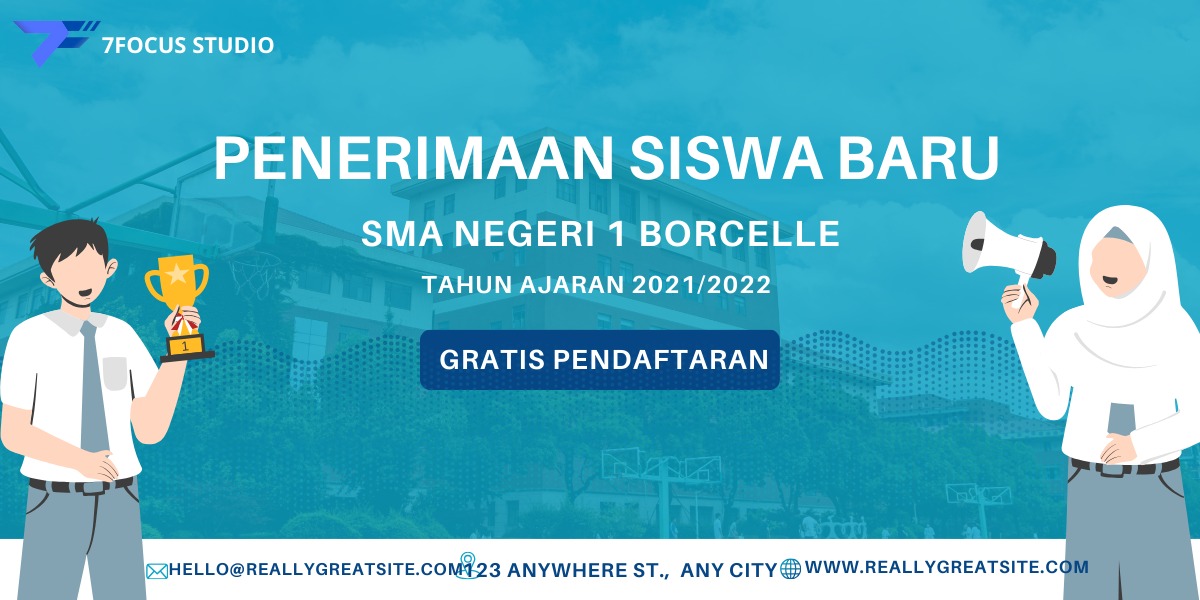 7FOCUS STUDIO
PENERIMAAN SISWA BARU
SMA NEGERI 1 BORCELLE
TAHUN AJARAN 2021/2022
GRATIS PENDAFTARAN
1
HELLO@REALLYGREATSITE.COM
123 ANYWHERE ST., ANY CITY
WWW.REALLYGREATSITE.COM